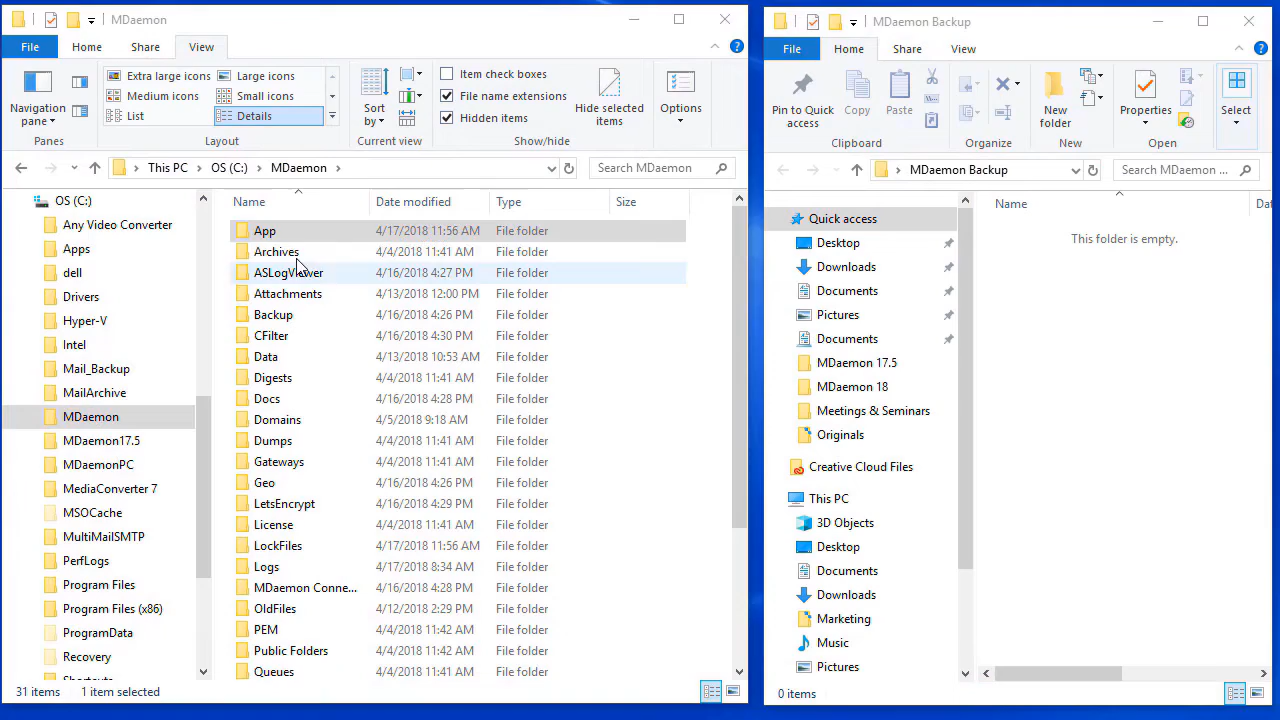 MDaemon
File Home Share View
Navigation pane
Panes
Extra large icons Large icons
Medium icons Small icons
List Details
Layout
Sort by
Current view
Item check boxes
File name extensions
Hidden items
Hide selected items
Show/hide
Options
This PC OS (C:) MDaemon
Search MDaemon
OS (C:)
Any Video Converter
Apps
dell
Drivers
Hyper-V
Intel
Mail_Backup
MailArchive
MDaemon
MDaemon17.5
MDaemonPC
MediaConverter 7
MSOCache
MultiMailSMTP
PerfLogs
Program Files
Program Files (x86)
ProgramData
Recovery
Name Date modified Type Size
App 4/17/2018 11:56 AM File folder
Archives 4/4/2018 11:41 AM File folder
ASLogViewer 4/16/2018 4:27 PM File folder
Attachments 4/13/2018 12:00 PM File folder
Backup 4/16/2018 4:26 PM File folder
CFilter 4/16/2018 4:30 PM File folder
Data 4/13/2018 10:53 AM File folder
Digests 4/4/2018 11:41 AM File folder
Docs 4/16/2018 4:28 PM File folder
Domains 4/5/2018 9:18 AM File folder
Dumps 4/4/2018 11:41 AM File folder
Gateways 4/4/2018 11:41 AM File folder
Geo 4/16/2018 4:26 PM File folder
LetsEncrypt 4/16/2018 4:29 PM File folder
License 4/4/2018 11:41 AM File folder
LockFiles 4/17/2018 11:56 AM File folder
Logs 4/17/2018 8:34 AM File folder
MDaemon Conne... 4/16/2018 4:28 PM File folder
OldFiles 4/12/2018 2:29 PM File folder
PEM 4/4/2018 11:42 AM File folder
Public Folders 4/4/2018 11:42 AM File folder
Queues 4/4/2018 11:41 AM File folder
31 items 1 item selected
MDaemon Backup
File Home Share View
Pin to Quick access
Copy
Paste
Clipboard
Organize
New folder
New
Properties
Open
Select
MDaemon Backup
Search MDaemon ...
Quick access
Desktop
Downloads
Documents
Pictures
Documents
MDaemon 17.5
MDaemon 18
Meetings & Seminars
Originals
Creative Cloud Files
This PC
3D Objects
Desktop
Documents
Downloads
Marketing
Music
Pictures
Name Da
This folder is empty.
0 items